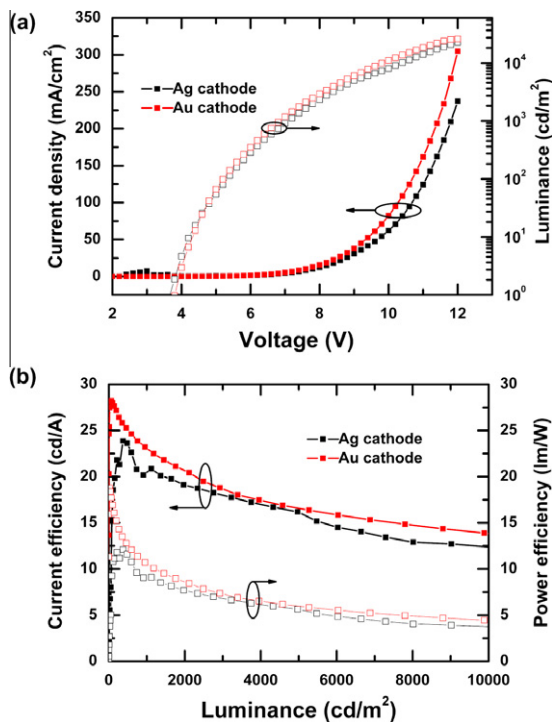 (a)
350
300
250
200
150
100
50
0
Current density (mA/cm²)
Ag cathode
Au cathode
10⁴
10³
10²
10¹
10⁰
Luminance (cd/m²)
2 4 6 8 10 12
Voltage (V)
(b)
30
25
20
15
10
5
0
Current efficiency (cd/A)
Ag cathode
Au cathode
30
25
20
15
10
5
0
Power efficiency (lm/W)
0 2000 4000 6000 8000 10000
Luminance (cd/m²)